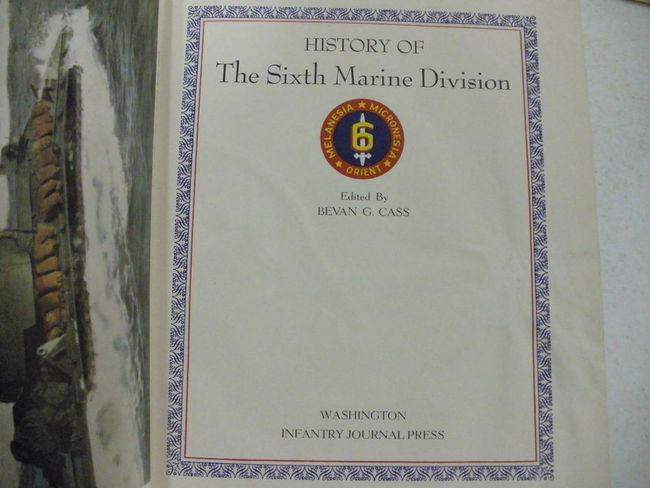 HISTORY OF
The Sixth Marine Division
MELANESIA ★ MICRONESIA ★ ORIENT ★
6
Edited By
BEVAN G. CASS
WASHINGTON
INFANTRY JOURNAL PRESS